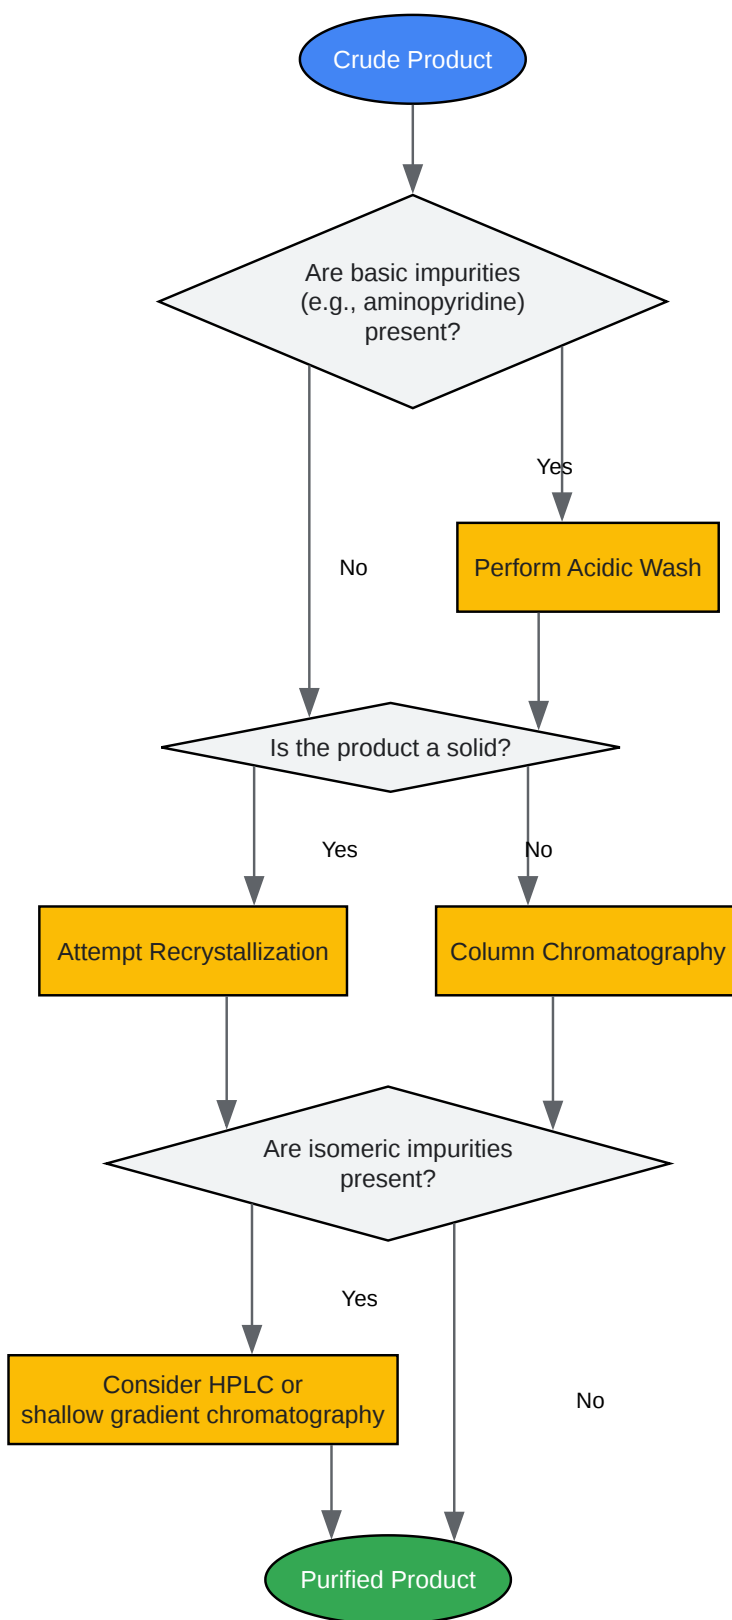 Crude Product
Are basic impurities
(e.g., aminopyridine)
present?
Yes
No
Perform Acidic Wash
Is the product a solid?
Yes
No
Attempt Recrystallization
Column Chromatography
Are isomeric impurities
present?
Yes
Consider HPLC or
shallow gradient chromatography
No
Purified Product